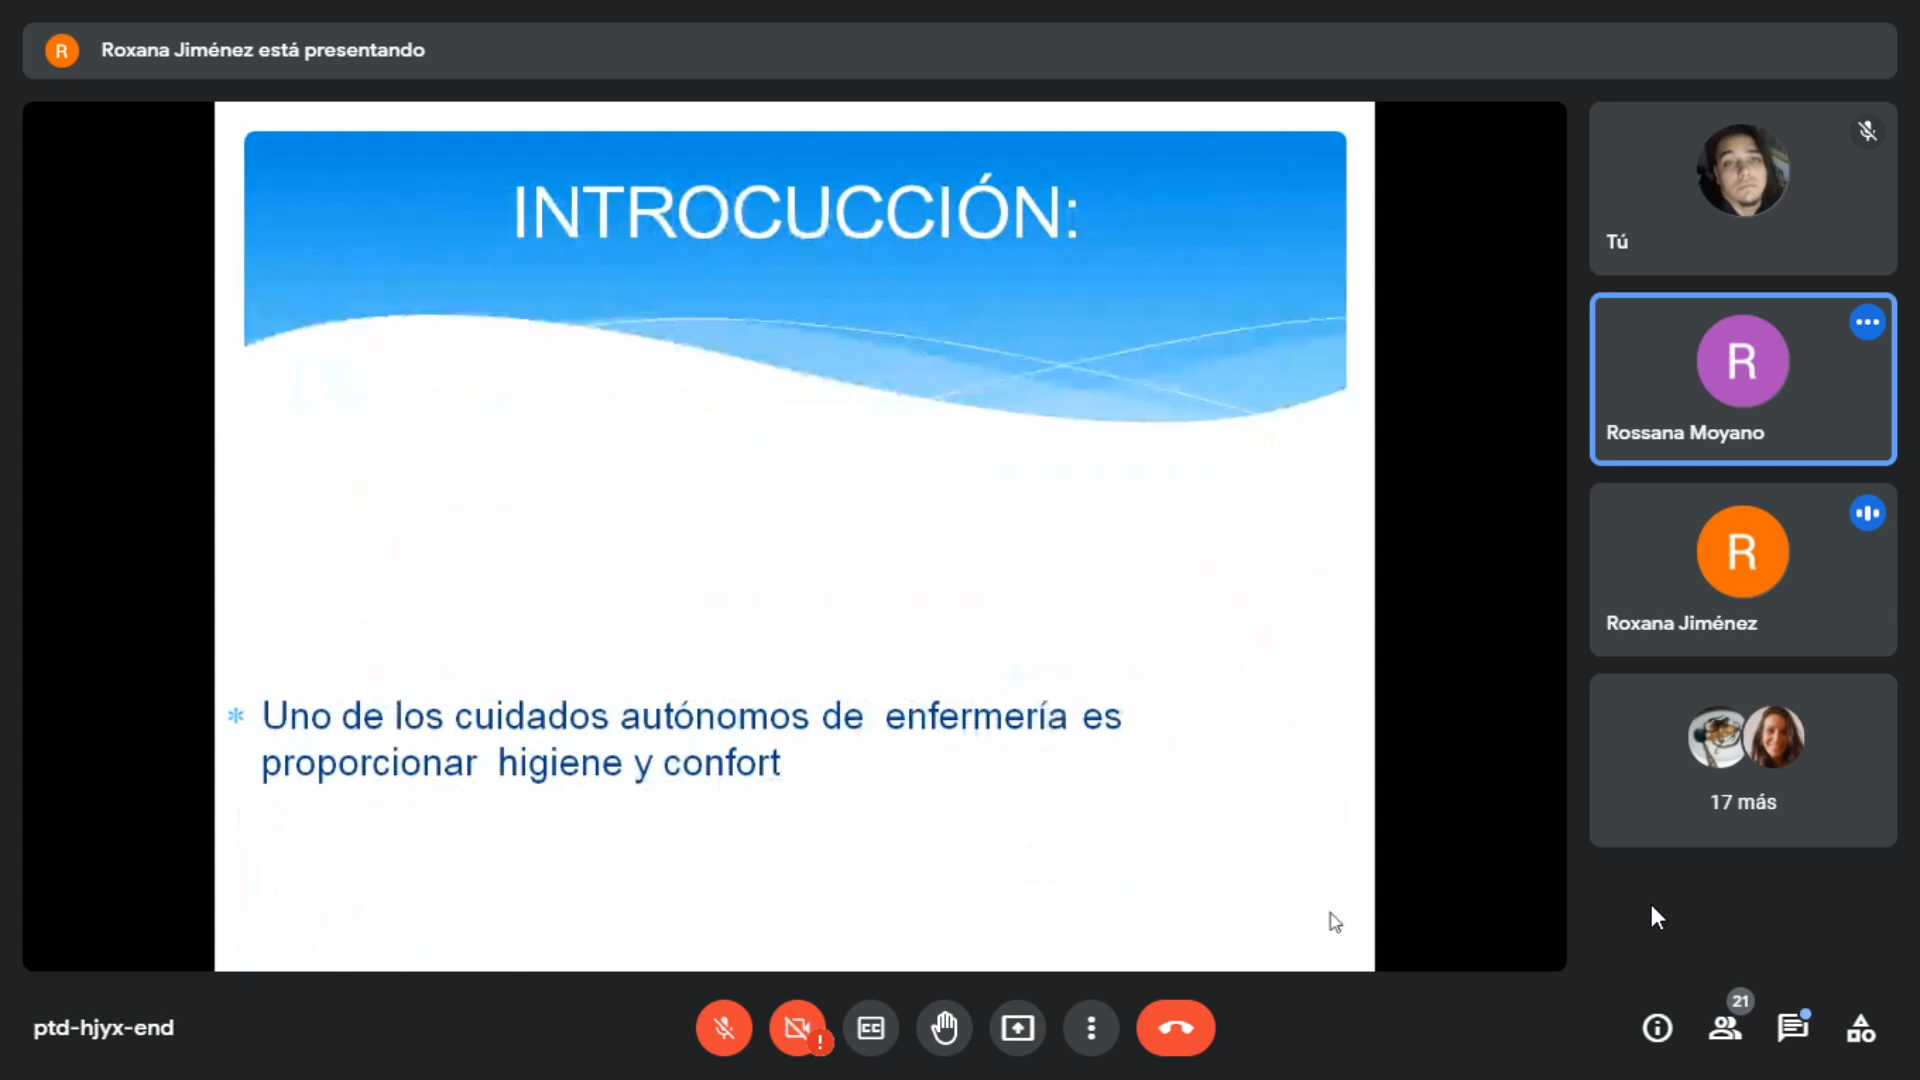 R
Roxana Jiménez está presentando
INTROCUCCIÓN:
* Uno de los cuidados autónomos de enfermería es
proporcionar higiene y confort
Tú
R
Rossana Moyano
R
Roxana Jiménez
17 más
ptd-hjyx-end
CC
!
21